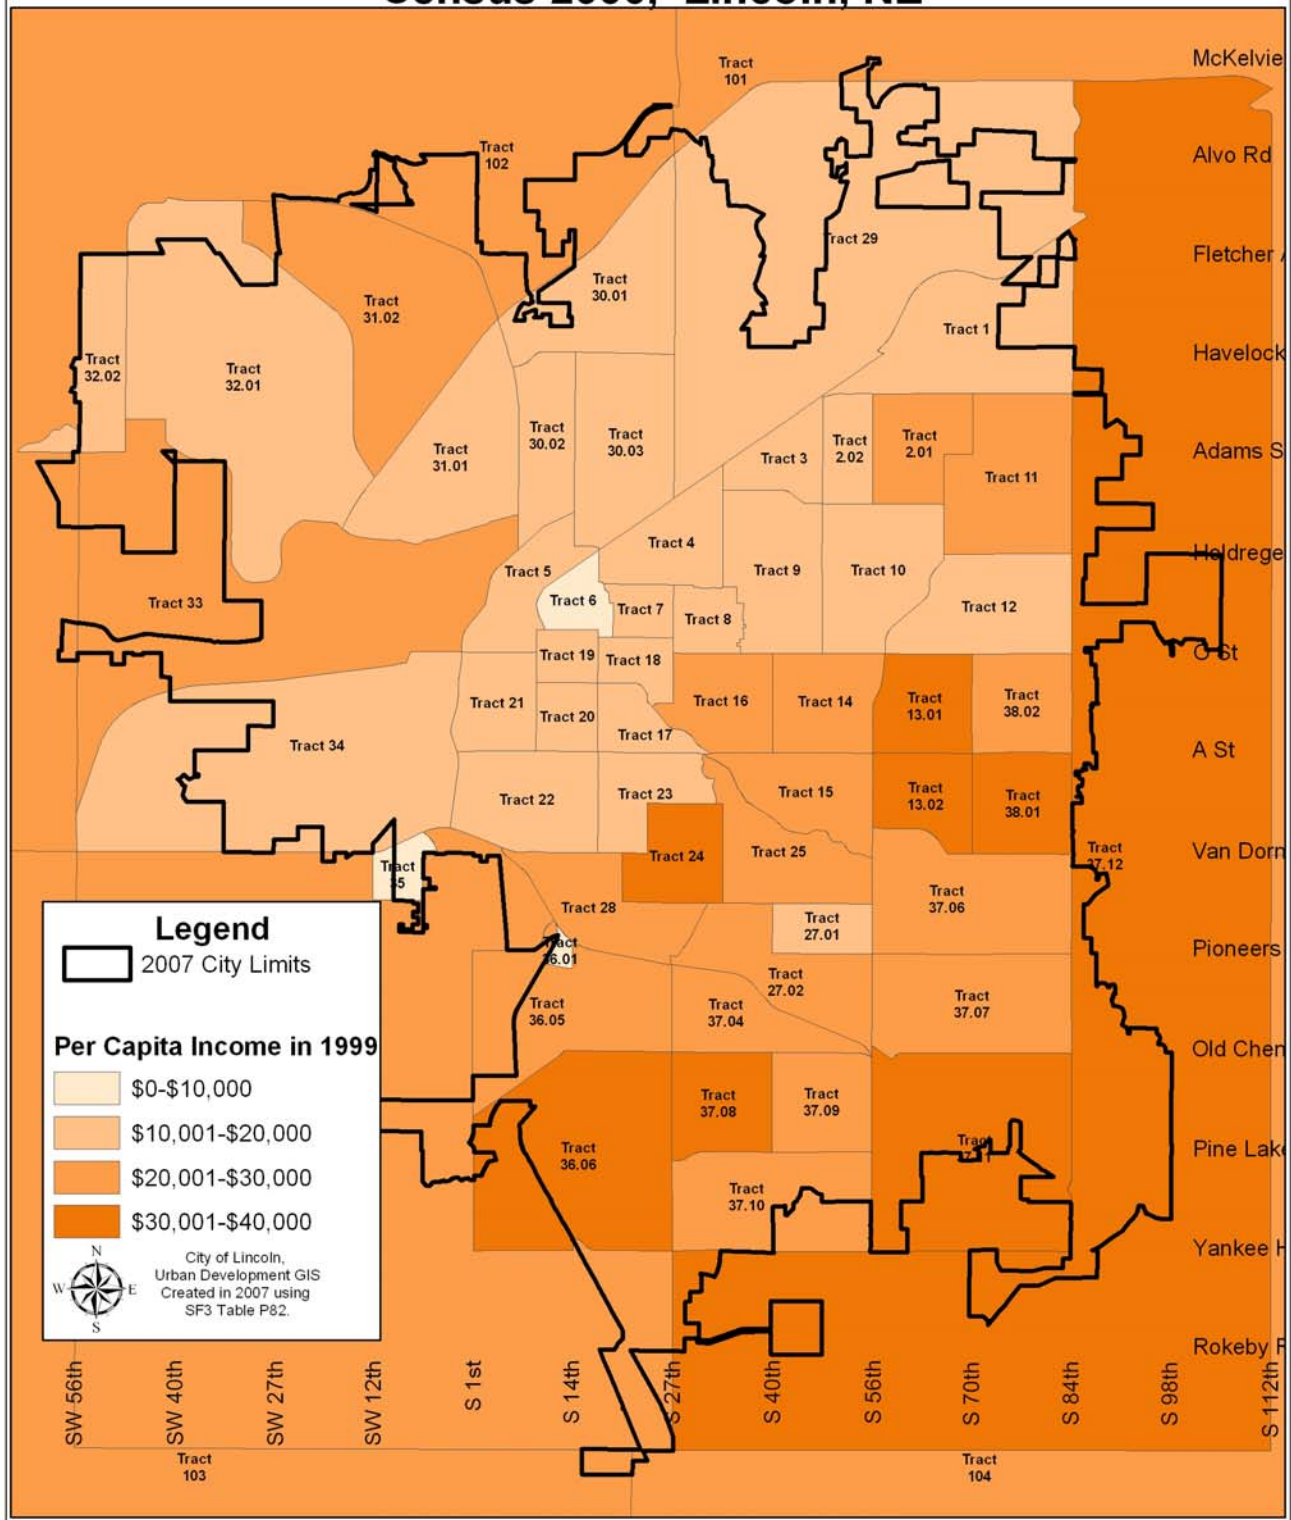 McKelvie
Tract
101
Alvo Rd
Tract
102
Tract 29
Fletcher
Tract
30.01
Tract
31.02
Tract 1
Havelock
Tract
32.02
Tract
32.01
Tract
30.02
Tract
30.03
Tract
31.01
Tract 3
Tract
2.02
Tract
2.01
Adams S
Tract 11
Tract 4
Holdrege
Tract 5
Tract 9
Tract 10
Tract 33
Tract 6
Tract 7
Tract 8
Tract 12
O St
Tract 19
Tract 18
Tract 21
Tract 20
Tract 17
Tract 16
Tract 14
Tract
13.01
Tract
38.02
Tract 34
A St
Tract 22
Tract 23
Tract 15
Tract
13.02
Tract
38.01
Tract
35
Tract 24
Tract 25
Tract
37.12
Van Dorn
Tract 28
Tract
27.01
Tract
37.06
Tract
36.01
Pioneers
Tract
27.02
Tract
36.05
Tract
37.04
Tract
37.07
Old Chen
Tract
37.08
Tract
37.09
Tract
36.06
Pine Lake
Tract
37.10
Yankee H
Rokeby R
Legend
2007 City Limits
Per Capita Income in 1999
$0-$10,000
$10,001-$20,000
$20,001-$30,000
$30,001-$40,000
N
W
E
S
City of Lincoln,
Urban Development GIS
Created in 2007 using
SF3 Table P82.
SW 56th
SW 40th
SW 27th
SW 12th
S 1st
S 14th
S 27th
S 40th
S 56th
S 70th
S 84th
S 98th
S 112th
Tract
103
Tract
104